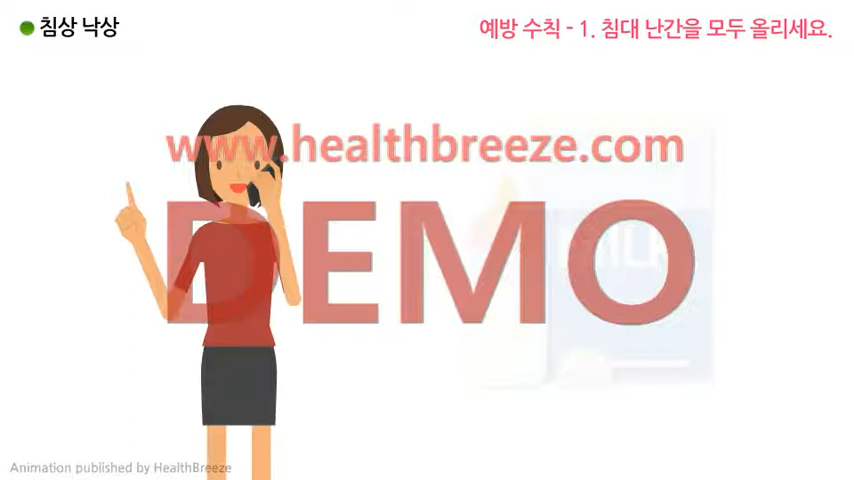 침상 낙상
예방 수칙 - 1. 침대 난간을 모두 올리세요.
www.healthbreeze.com
DEMO
Animation published by HealthBreeze